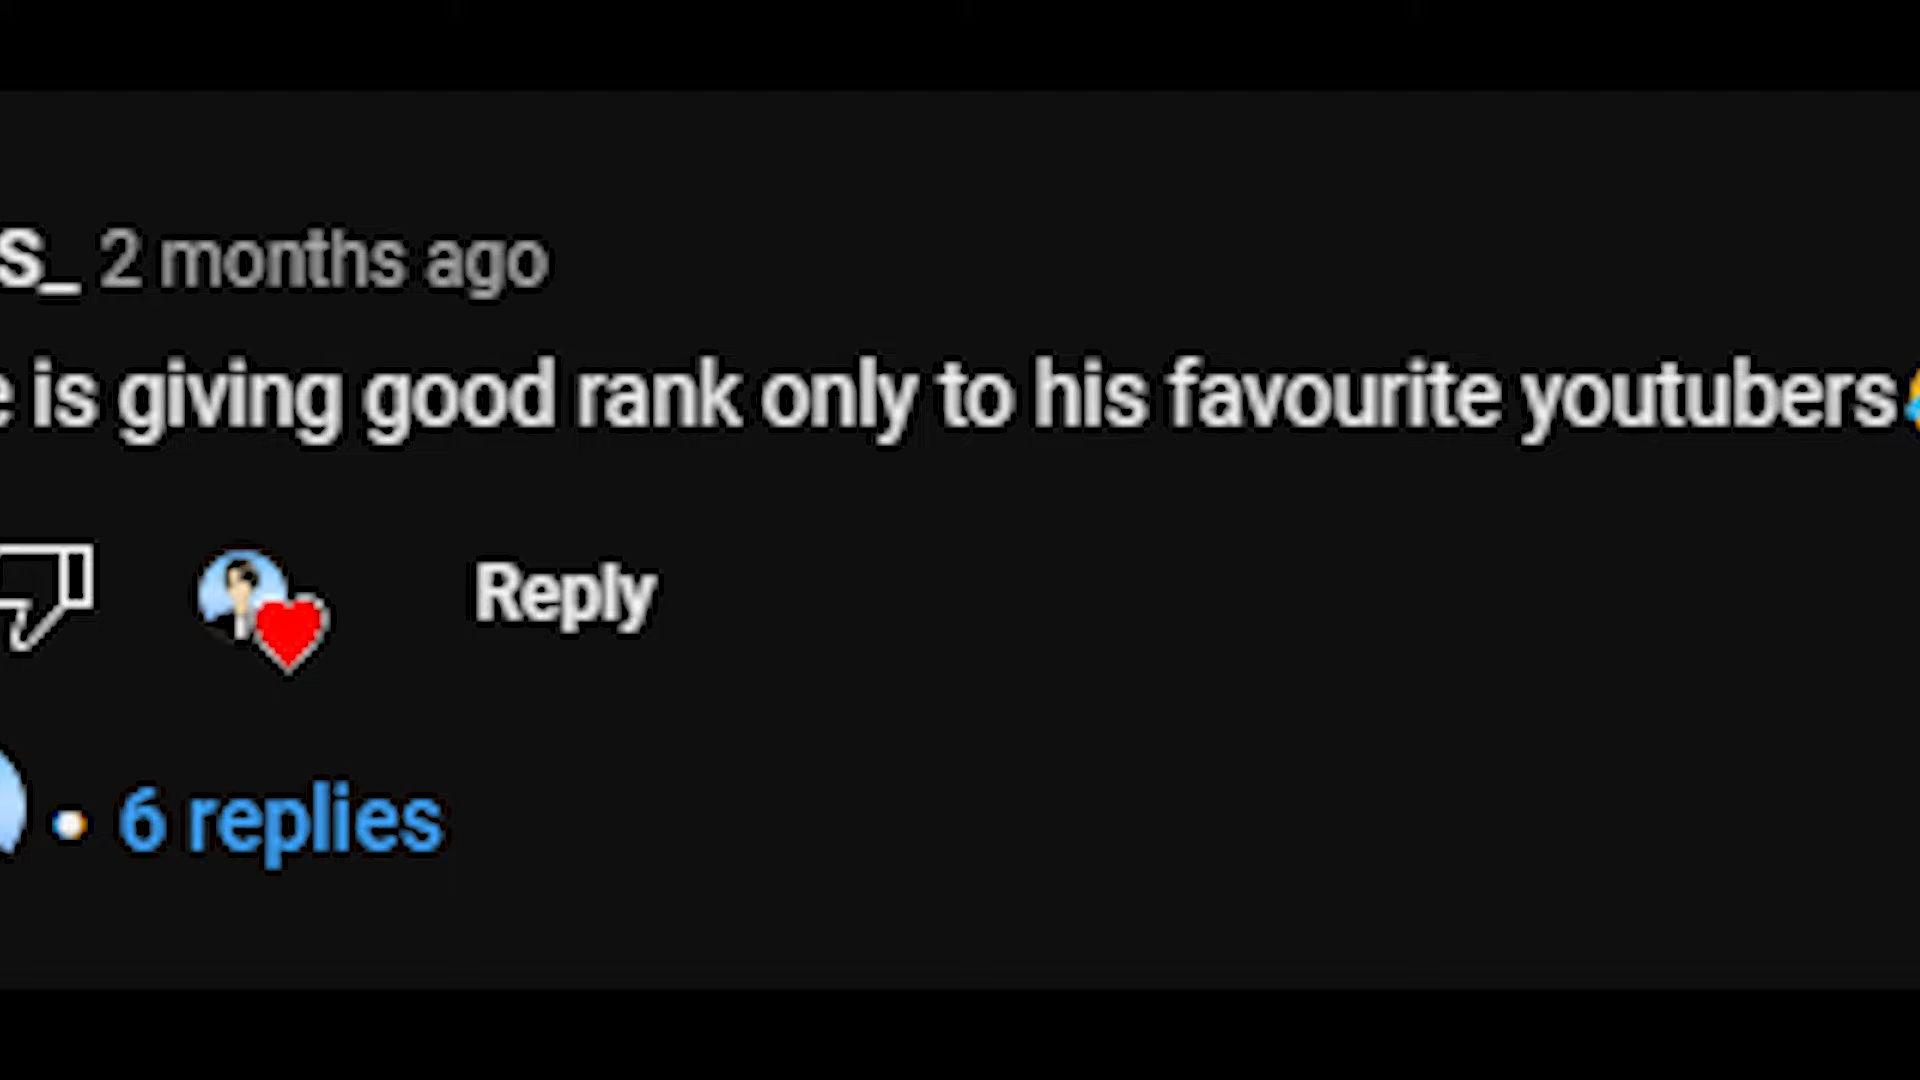 S_ 2 months ago
e is giving good rank only to his favourite youtubers
Reply
• 6 replies